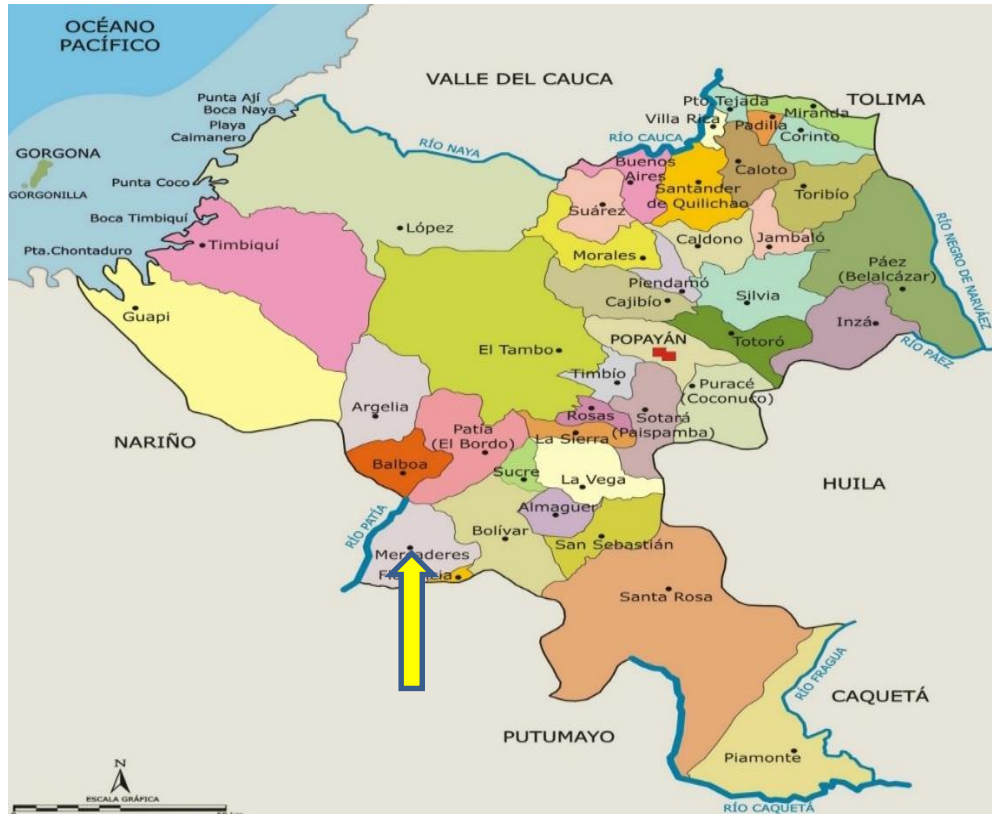 OCÉANO
PACÍFICO
VALLE DEL CAUCA
TOLIMA
Punta Ají
Boca Naya
Playa
Caimanero
Pto.Tejada
Miranda
Villa Rica
Padilla
Corinto
RÍO CAUCA
RÍO NAYA
GORGONA
GORGONILLA
Punta Coco
Buenos
Aires
Caloto
Santander
de Quilichao
Toribío
Suárez
Boca Timbiquí
Timbiquí
López
Pta.Chontaduro
Caldono
Jambaló
Morales
Páez
(Belalcázar)
RÍO NEGRO DE NARVÁEZ
Piendamó
Cajibío
Silvia
Guapi
Inzá
POPAYÁN
Totoró
RÍO PÁEZ
El Tambo
Timbío
Puracé
(Coconuco)
Argelia
Rosas
Sotará
(Paispamba)
Patía
(El Bordo)
La Sierra
NARIÑO
Balboa
Sucre
La Vega
HUILA
Almaguer
RÍO PATÍA
Bolívar
San Sebastián
Mercaderes
Santa Rosa
RÍO FRAGUA
CAQUETÁ
PUTUMAYO
Piamonte
N
ESCALA GRÁFICA
RÍO CAQUETÁ